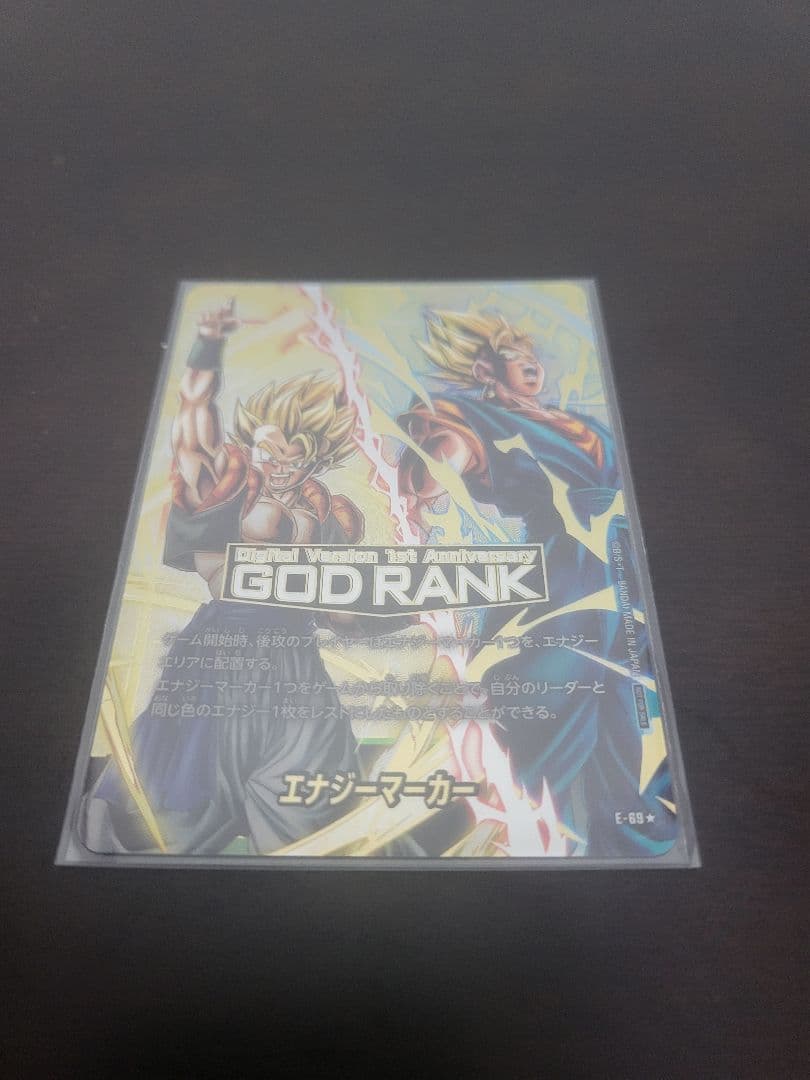 Digital Version 1st Anniversary
GOD RANK
ゲーム開始時、後攻のプレイヤーはエナジーマーカー1つを、エナジー
エリアに配置する。
エナジーマーカー1つをゲームから取り除くことで、自分のリーダーと
同じ色のエナジー1枚をレストにしたものとすることができる。
エナジーマーカー
E-69★
©B・S・T BANDAI MADE IN JAPAN